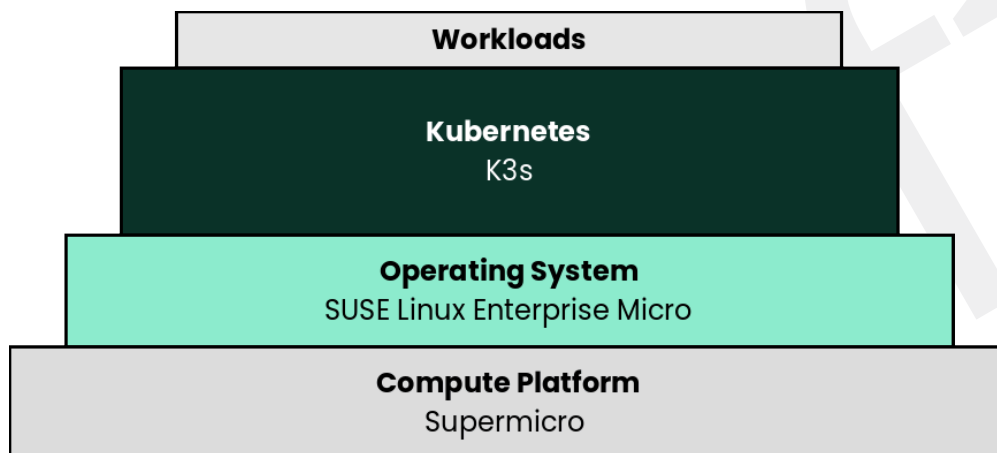 Workloads
Kubernetes
K3s
Operating System
SUSE Linux Enterprise Micro
Compute Platform
Supermicro